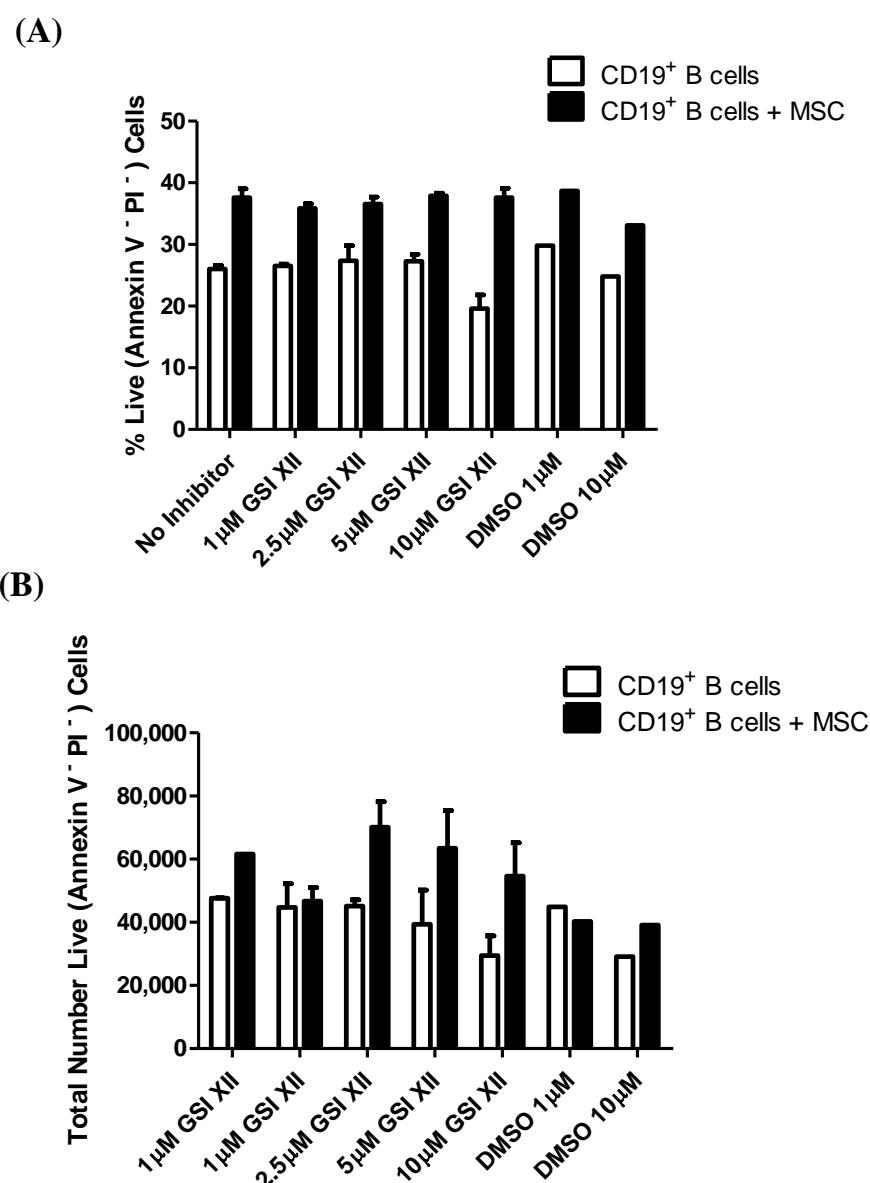 (A)
CD19⁺ B cells
CD19⁺ B cells + MSC
% Live (Annexin V ⁻ PI ⁻ ) Cells
50
40
30
20
10
0
No Inhibitor
1µM GSI XII
2.5µM GSI XII
5µM GSI XII
10µM GSI XII
DMSO 1µM
DMSO 10µM
(B)
CD19⁺ B cells
CD19⁺ B cells + MSC
Total Number Live (Annexin V ⁻ PI ⁻ ) Cells
100,000
80,000
60,000
40,000
20,000
0
1µM GSI XII
1µM GSI XII
2.5µM GSI XII
5µM GSI XII
10µM GSI XII
DMSO 1µM
DMSO 10µM